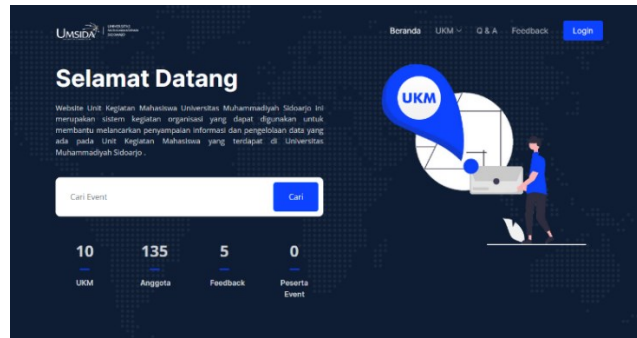 UMSIDA
Beranda
UKM
Q & A
Feedback
Login
Selamat Datang
Website Unit Kegiatan Mahasiswa Universitas Muhammadiyah Sidoarjo ini
merupakan sistem kegiatan organisasi yang dapat digunakan untuk
membantu melancarkan penyampaian informasi dan pengelolaan data yang
ada pada Unit Kegiatan Mahasiswa yang terdapat di Universitas
Muhammadiyah Sidoarjo .
Cari Event
Cari
10
135
5
0
UKM
Anggota
Feedback
Peserta
Event
UKM